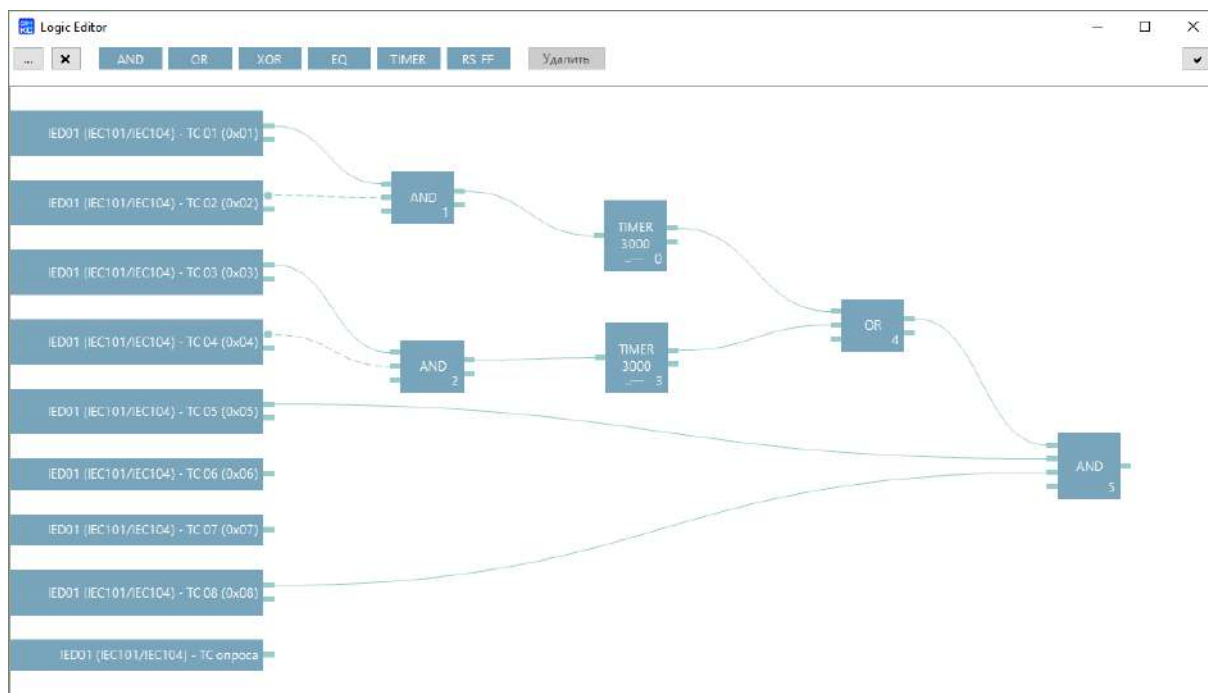 Logic Editor
... AND OR XOR EQ TIMER RS_FF Удалить
IED01 (IEC101/IEC104) - TC 01 (0x01)
IED01 (IEC101/IEC104) - TC 02 (0x02)
AND
1
TIMER
3000
0
IED01 (IEC101/IEC104) - TC 03 (0x03)
IED01 (IEC101/IEC104) - TC 04 (0x04)
AND
2
TIMER
3000
3
OR
4
IED01 (IEC101/IEC104) - TC 05 (0x05)
IED01 (IEC101/IEC104) - TC 06 (0x06)
AND
5
IED01 (IEC101/IEC104) - TC 07 (0x07)
IED01 (IEC101/IEC104) - TC 08 (0x08)
IED01 (IEC101/IEC104) - ТС опроса